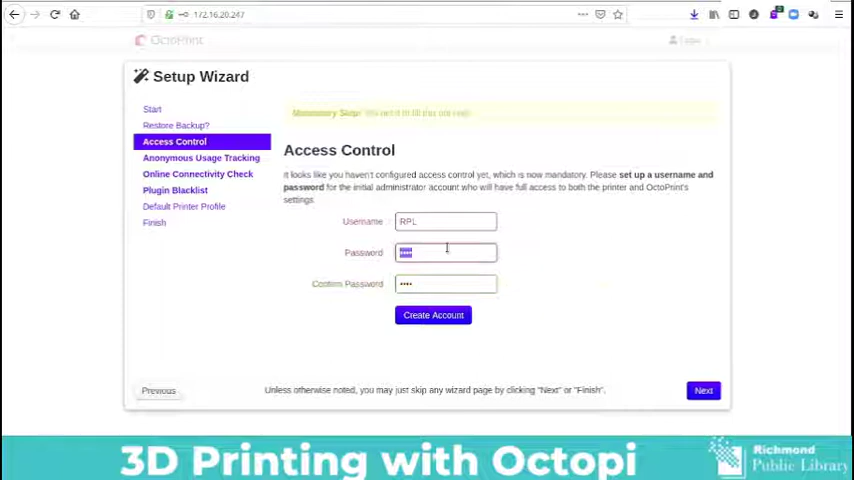 172.16.20.247
OctoPrint
Login
Setup Wizard
Start
Restore Backup?
Access Control
Anonymous Usage Tracking
Online Connectivity Check
Plugin Blacklist
Default Printer Profile
Finish
Mandatory Step:
Access Control
It looks like you haven't configured access control yet, which is now mandatory. Please set up a username and
password for the initial administrator account who will have full access to both the printer and OctoPrint's
settings.
Username RPL
Password ••••
Confirm Password ••••
Create Account
Previous
Unless otherwise noted, you may just skip any wizard page by clicking "Next" or "Finish".
Next
3D Printing with Octopi
Richmond
Public Library